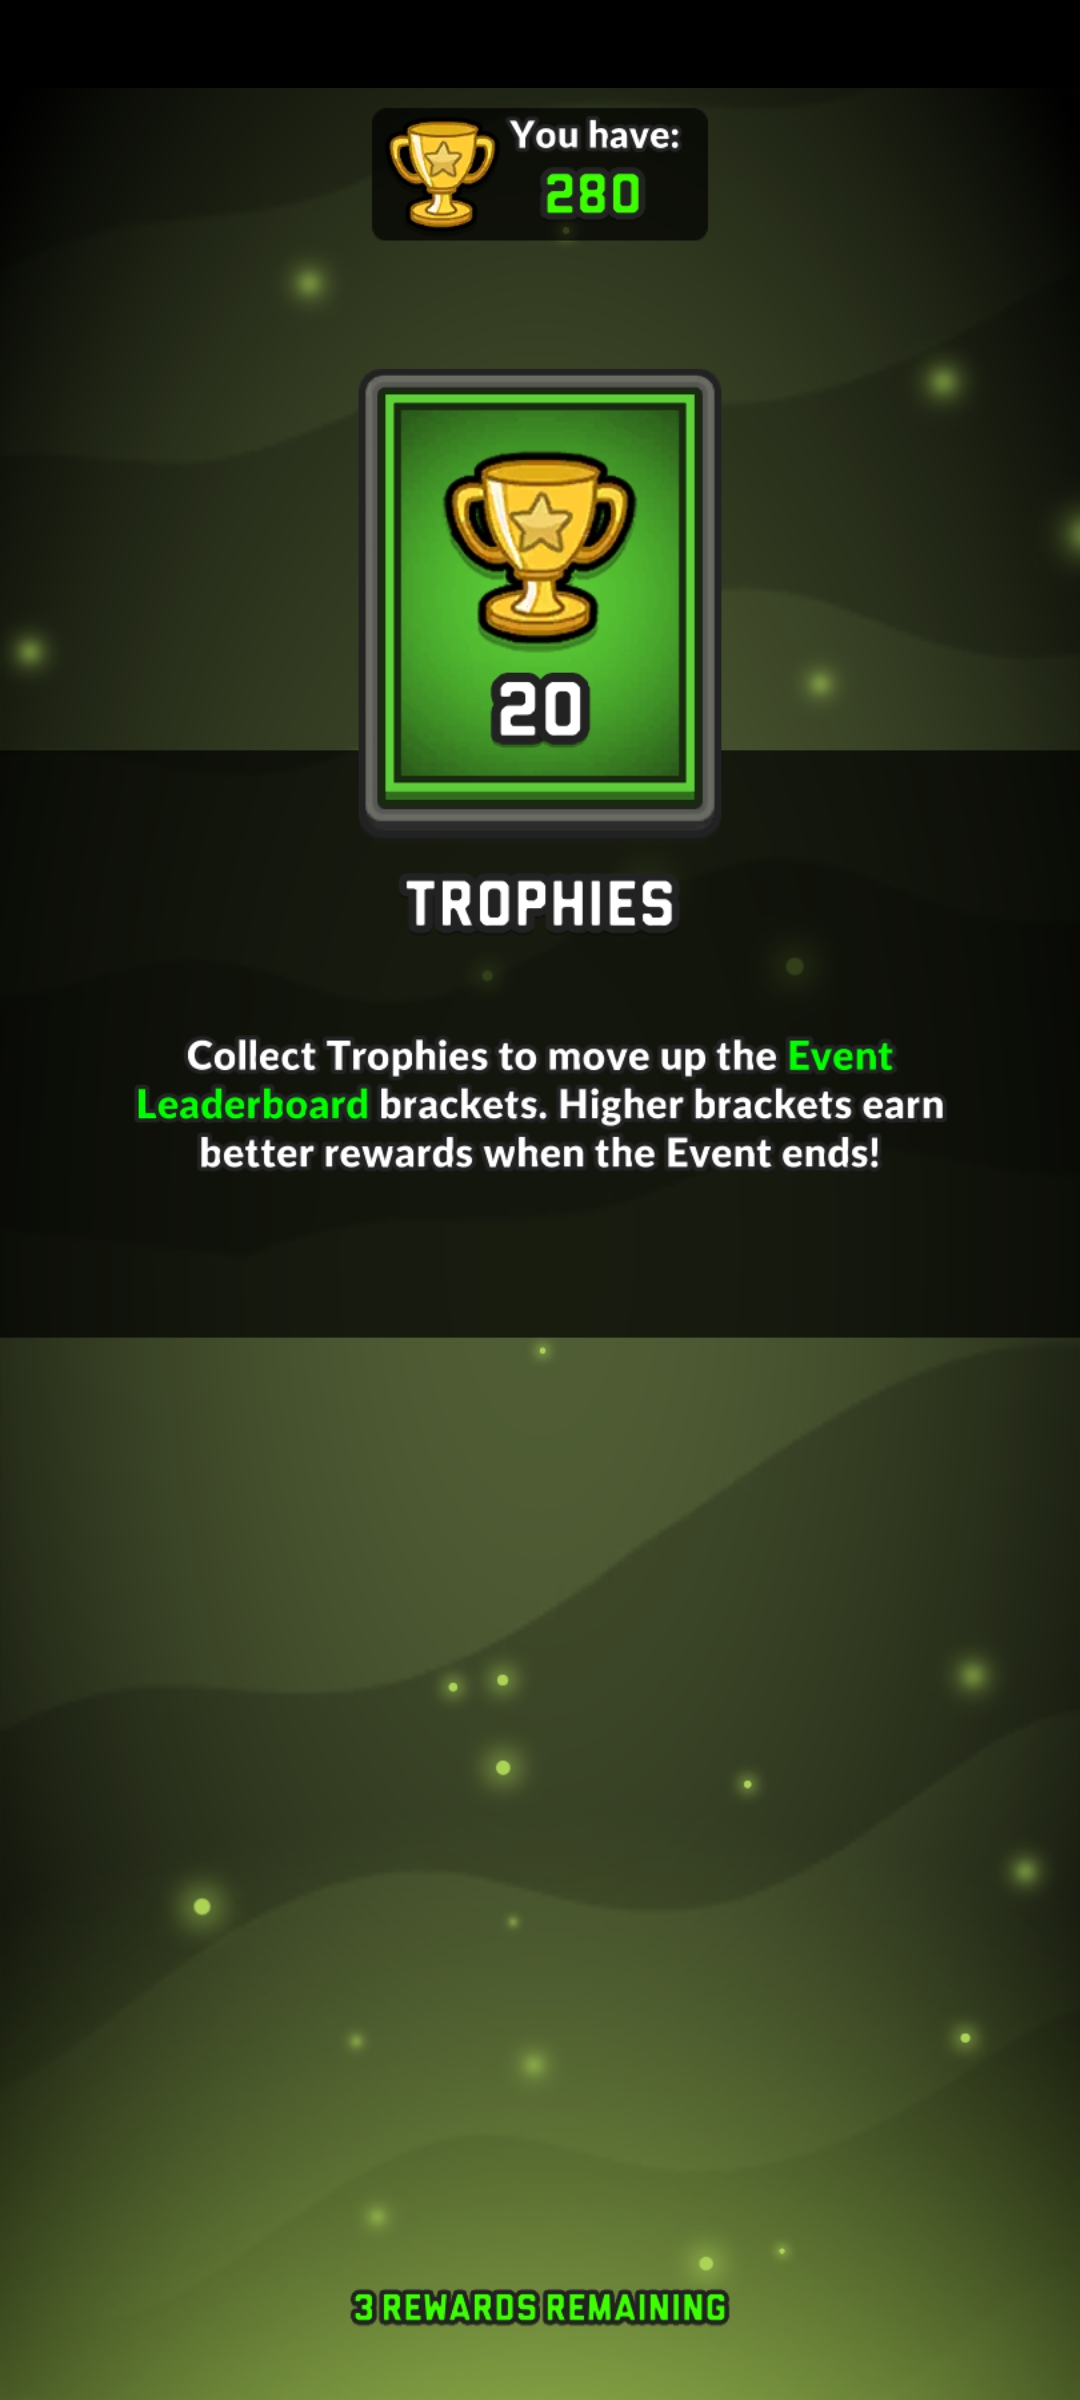 You have:
280
20
TROPHIES
Collect Trophies to move up the Event
Leaderboard brackets. Higher brackets earn
better rewards when the Event ends!
3 REWARDS REMAINING